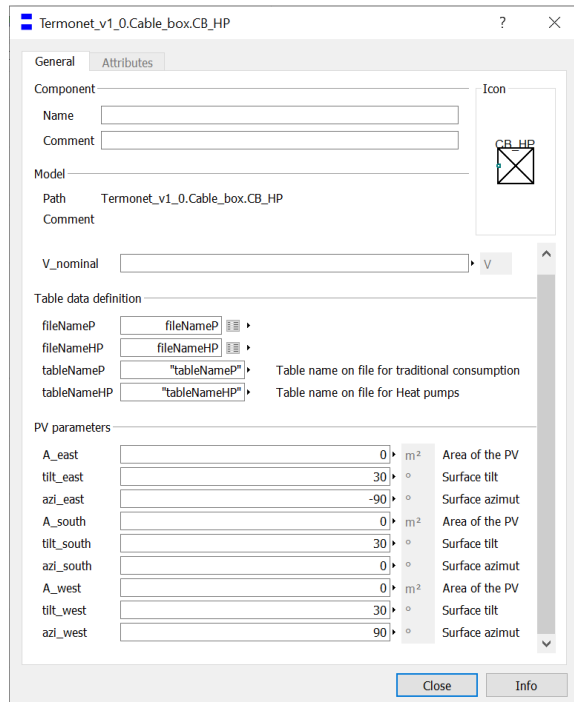 Termonet_v1_0.Cable_box.CB_HP ?
General Attributes
Component
Icon
Name
Comment
CB_HP
Model
Path Termonet_v1_0.Cable_box.CB_HP
Comment
V_nominal V
Table data definition
fileNameP fileNameP
fileNameHP fileNameHP
tableNameP "tableNameP" Table name on file for traditional consumption
tableNameHP "tableNameHP" Table name on file for Heat pumps
PV parameters
A_east 0 m² Area of the PV
tilt_east 30 ° Surface tilt
azi_east -90 ° Surface azimut
A_south 0 m² Area of the PV
tilt_south 30 ° Surface tilt
azi_south 0 ° Surface azimut
A_west 0 m² Area of the PV
tilt_west 30 ° Surface tilt
azi_west 90 ° Surface azimut
Close Info